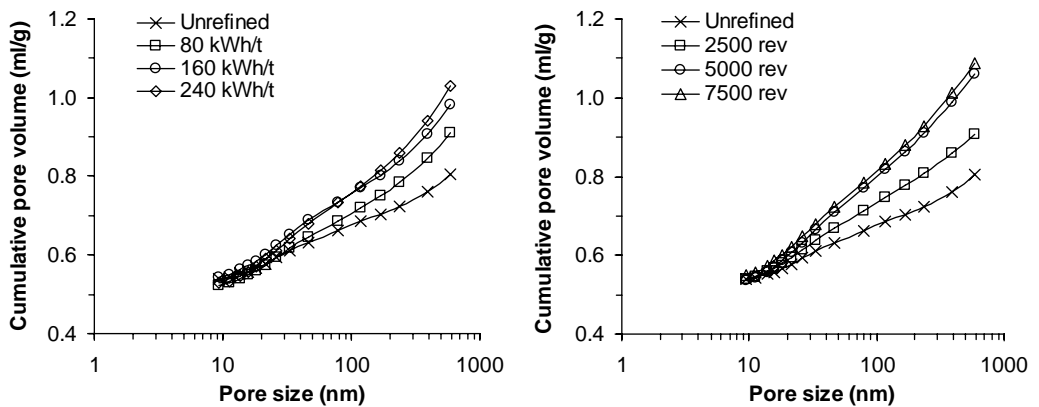 Cumulative pore volume (ml/g)
1.2
1.0
0.8
0.6
0.4
Unrefined
80 kWh/t
160 kWh/t
240 kWh/t
1 10 100 1000
Pore size (nm)
Cumulative pore volume (ml/g)
1.2
1.0
0.8
0.6
0.4
Unrefined
2500 rev
5000 rev
7500 rev
1 10 100 1000
Pore size (nm)